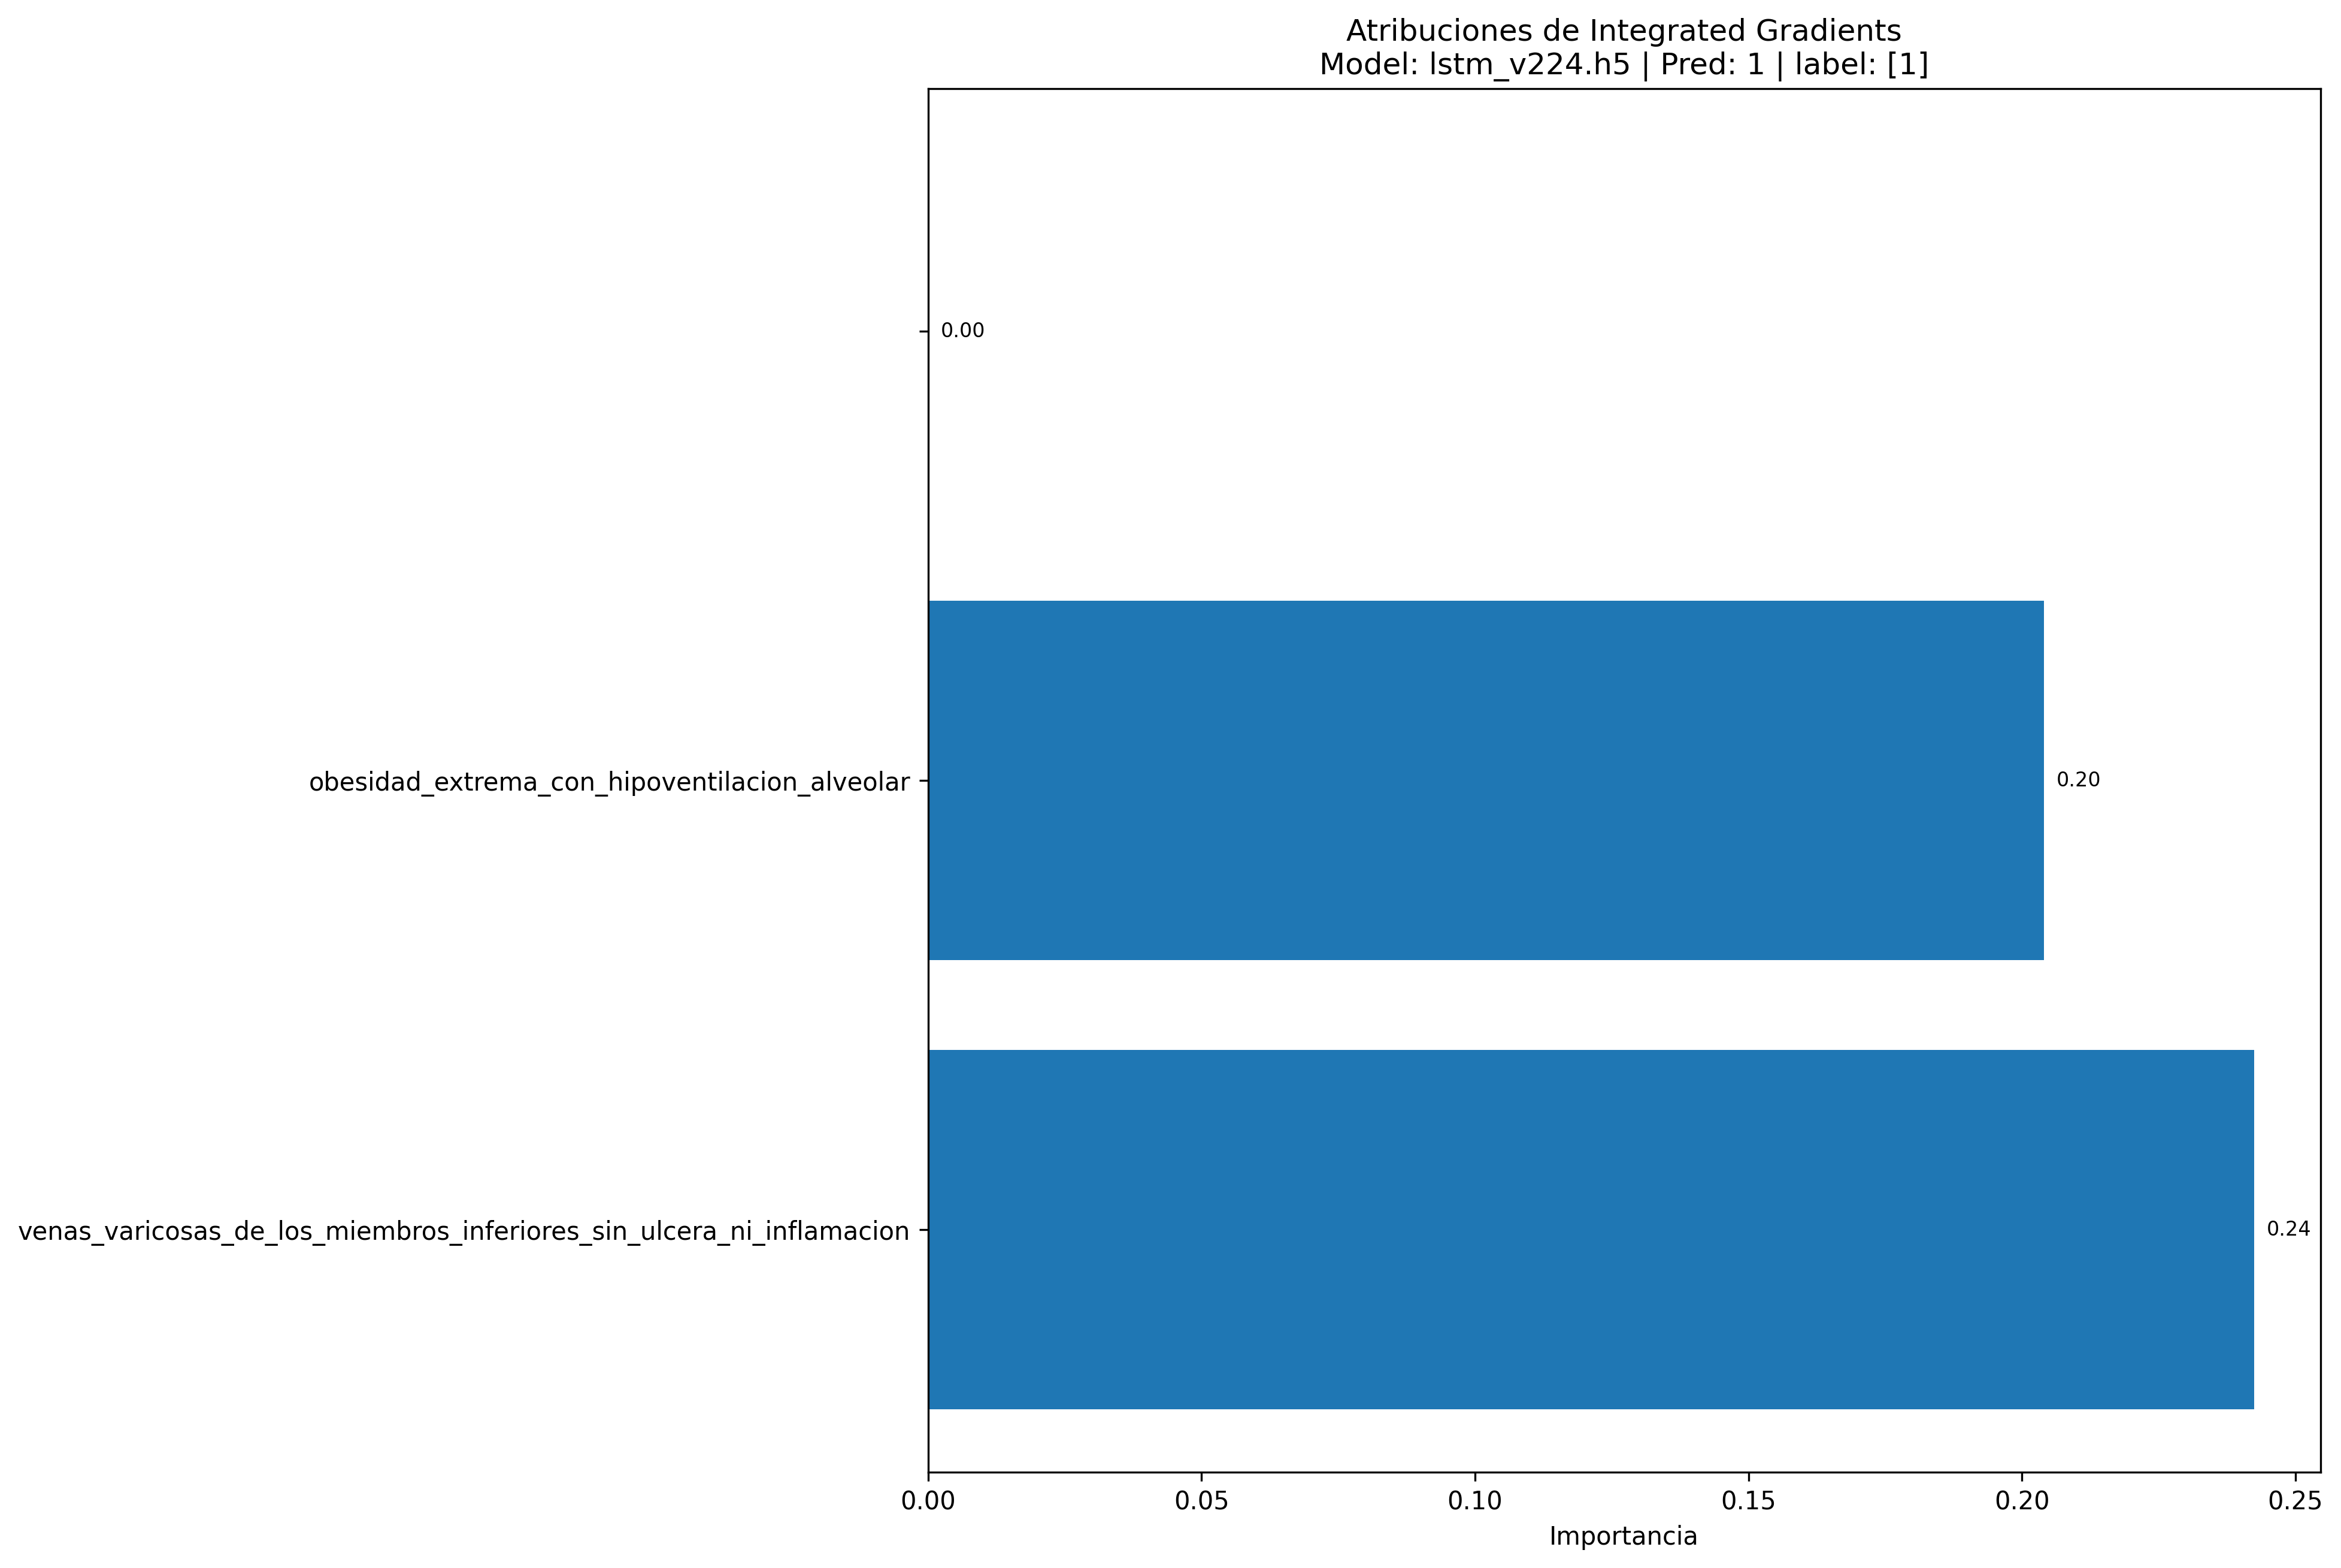 Atribuciones de Integrated Gradients
Model: lstm_v224.h5 | Pred: 1 | label: [1]
0.00
obesidad_extrema_con_hipoventilacion_alveolar
0.20
venas_varicosas_de_los_miembros_inferiores_sin_ulcera_ni_inflamacion
0.24
0.00 0.05 0.10 0.15 0.20 0.25
Importancia